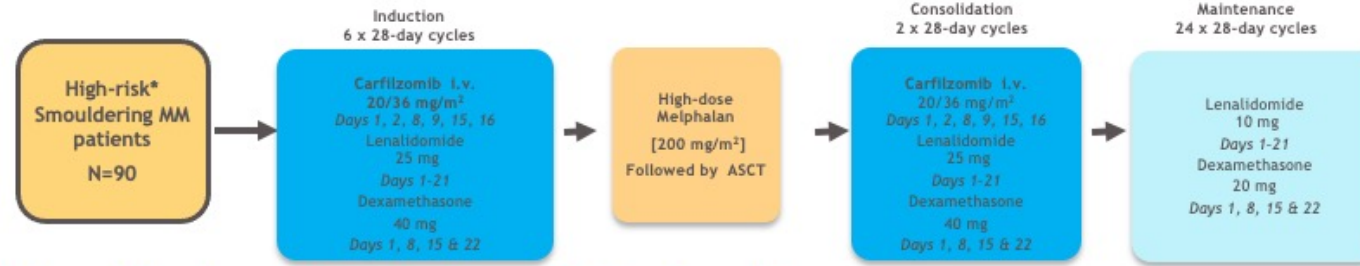 High-risk*
Smouldering MM
patients
N=90
Induction
6 x 28-day cycles
Carfilzomib i.v.
20/36 mg/m²
Days 1, 2, 8, 9, 15, 16
Lenalidomide
25 mg
Days 1-21
Dexamethasone
40 mg
Days 1, 8, 15 & 22
High-dose
Melphalan
[200 mg/m²]
Followed by ASCT
Consolidation
2 x 28-day cycles
Carfilzomib i.v.
20/36 mg/m²
Days 1, 2, 8, 9, 15, 16
Lenalidomide
25 mg
Days 1-21
Dexamethasone
40 mg
Days 1, 8, 15 & 22
Maintenance
24 x 28-day cycles
Lenalidomide
10 mg
Days 1-21
Dexamethasone
20 mg
Days 1, 8, 15 & 22